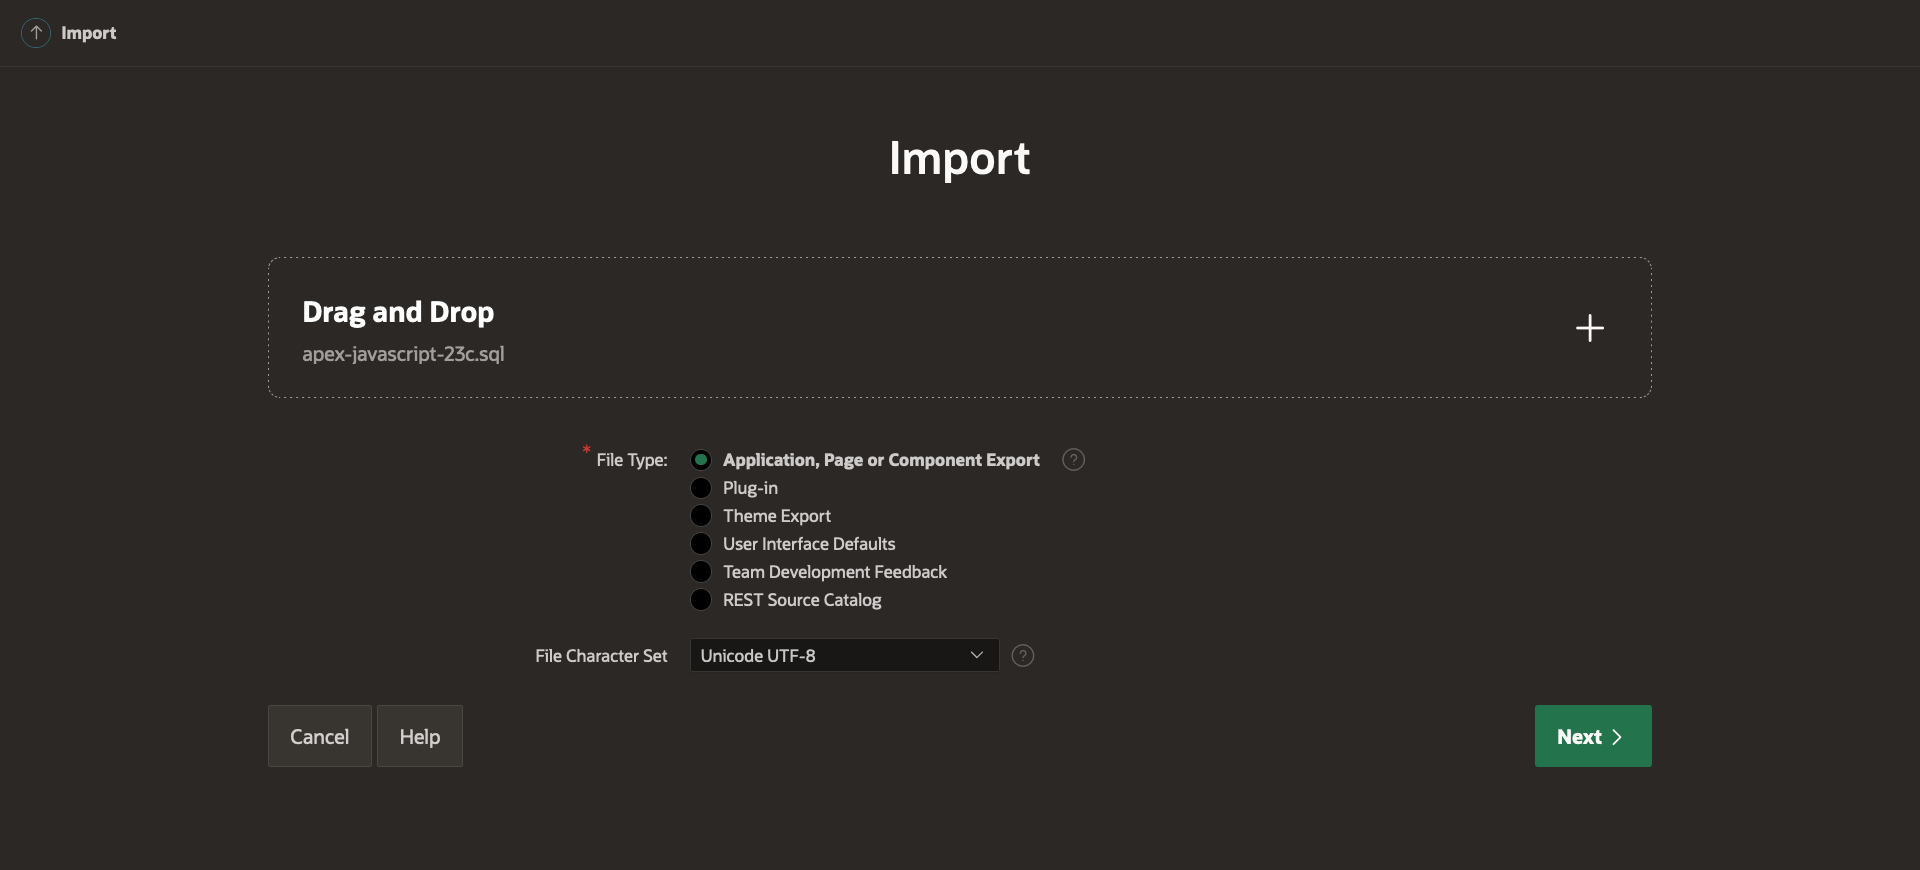 Import
Import
Drag and Drop
apex-javascript-23c.sql
* File Type:
Application, Page or Component Export
?
Plug-in
Theme Export
User Interface Defaults
Team Development Feedback
REST Source Catalog
File Character Set
Unicode UTF-8
?
Cancel
Help
Next